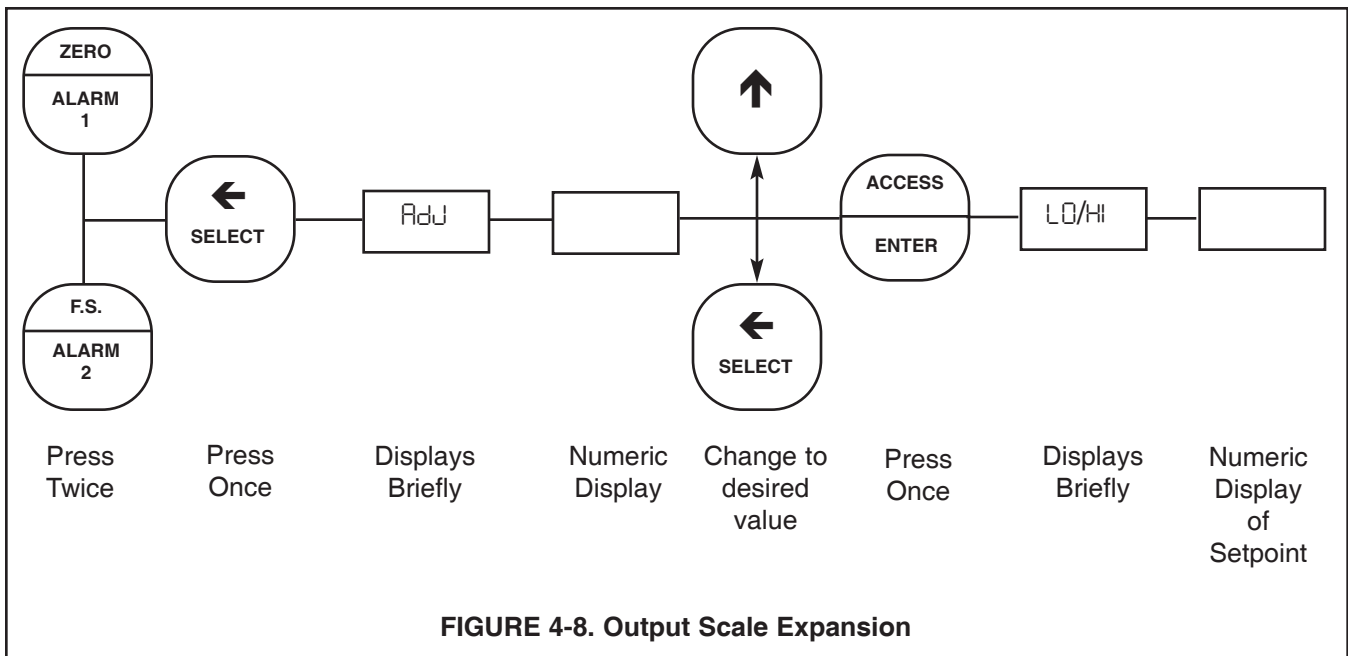 ZERO
ALARM
1
F.S.
ALARM
2
←
SELECT
AdJ
↑
←
SELECT
ACCESS
ENTER
LO/HI
Press
Twice
Press
Once
Displays
Briefly
Numeric
Display
Change to
desired
value
Press
Once
Displays
Briefly
Numeric
Display
of
Setpoint
FIGURE 4-8. Output Scale Expansion